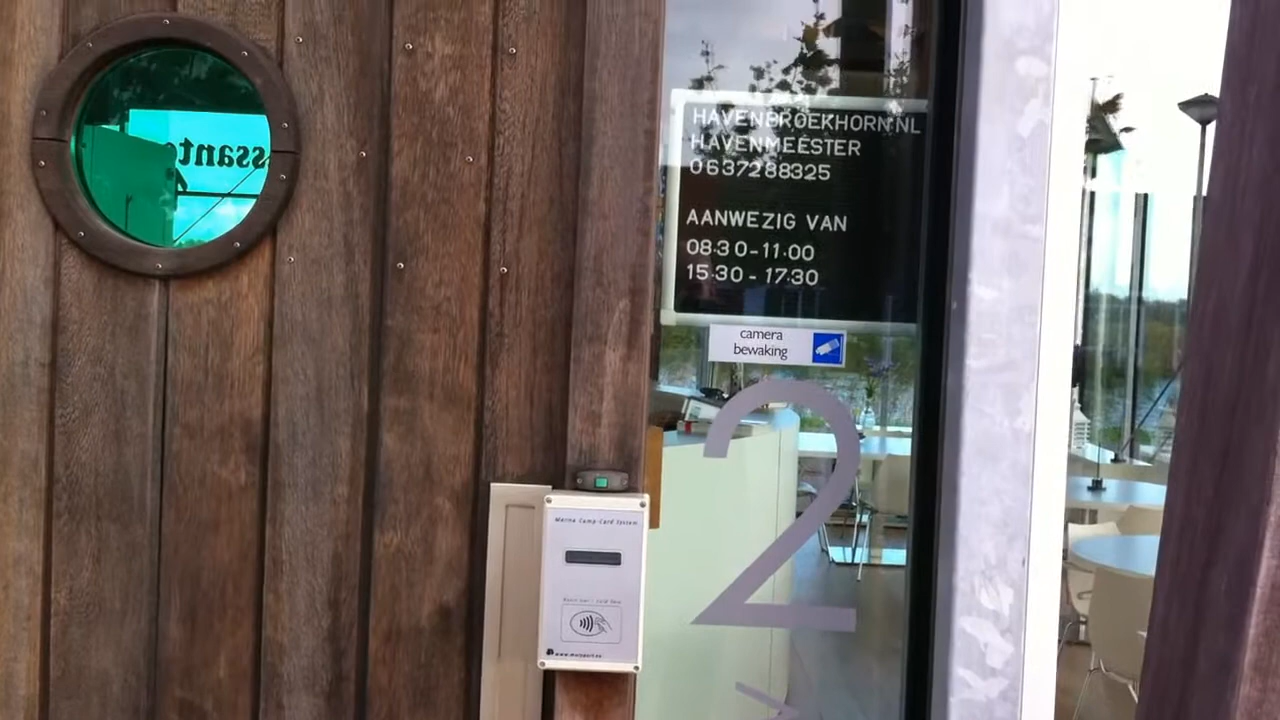 HAVENBROEKHORN.NL
HAVENMEESTER
0637288325
AANWEZIG VAN
08.30-11.00
15.30-17.30
camera
bewaking
2
ssant
Marina Camp-Card System